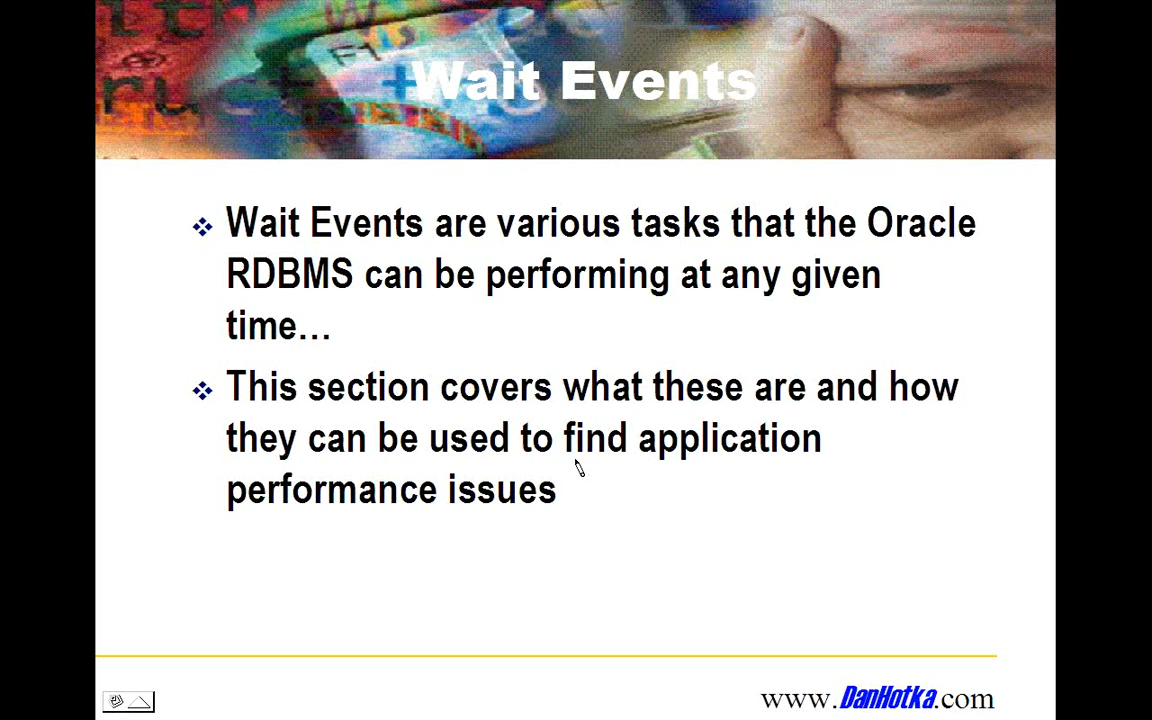 Wait Events
Wait Events are various tasks that the Oracle
RDBMS can be performing at any given
time…
This section covers what these are and how
they can be used to find application
performance issues
www.DanHotka.com